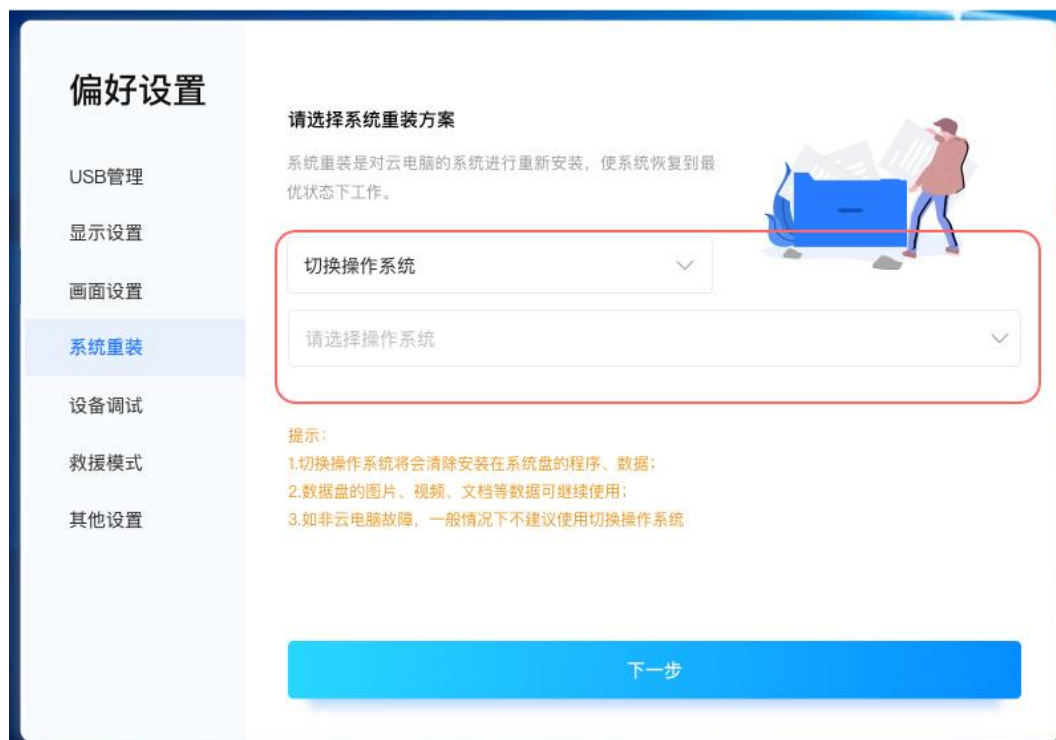 偏好设置
USB管理
显示设置
画面设置
系统重装
设备调试
救援模式
其他设置
请选择系统重装方案
系统重装是对云电脑的系统进行重新安装，使系统恢复到最
优状态下工作。
切换操作系统
请选择操作系统
提示：
1.切换操作系统将会清除安装在系统盘的程序、数据；
2.数据盘的图片、视频、文档等数据可继续使用；
3.如非云电脑故障，一般情况下不建议使用切换操作系统
下一步